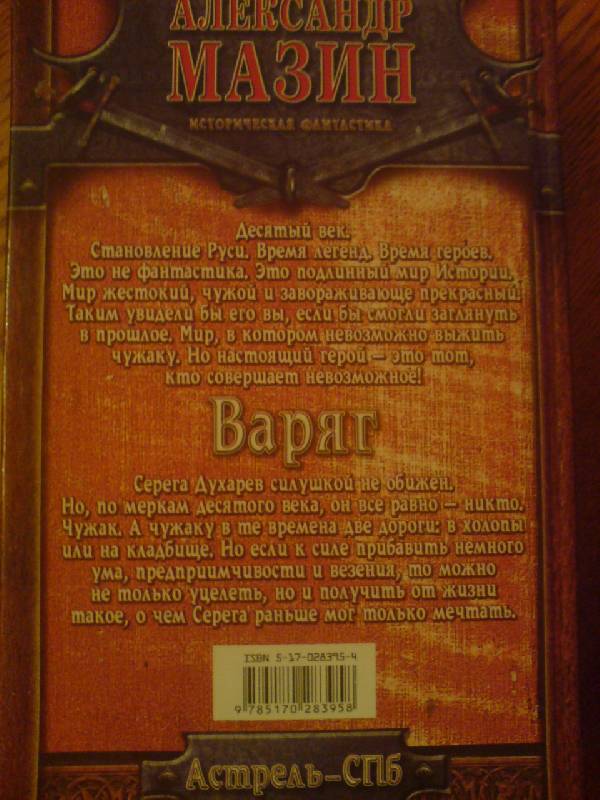 АЛЕКСАНДР
МАЗИН
ИСТОРИЧЕСКАЯ ФАНТАСТИКА
Десятый век.
Становление Руси. Время легенд. Время героев.
Это не фантастика. Это подлинный мир Истории.
Мир жестокий, чужой и завораживающе прекрасный!
Таким увидели бы его вы, если бы смогли заглянуть
в прошлое. Мир, в котором невозможно выжить
чужаку. Но настоящий герой – это тот,
кто совершает невозможное!
Варяг
Серега Духарев силушкой не обижен.
Но, по меркам десятого века, он все равно – никто.
Чужак. А чужаку в те времена две дороги: в холопы
или на кладбище. Но если к силе прибавить немного
ума, предприимчивости и везения, то можно
не только уцелеть, но и получить от жизни
такое, о чем Серега раньше мог только мечтать.
ISBN 5-17-028395-4
9 785170 283958
Астрель-СПб